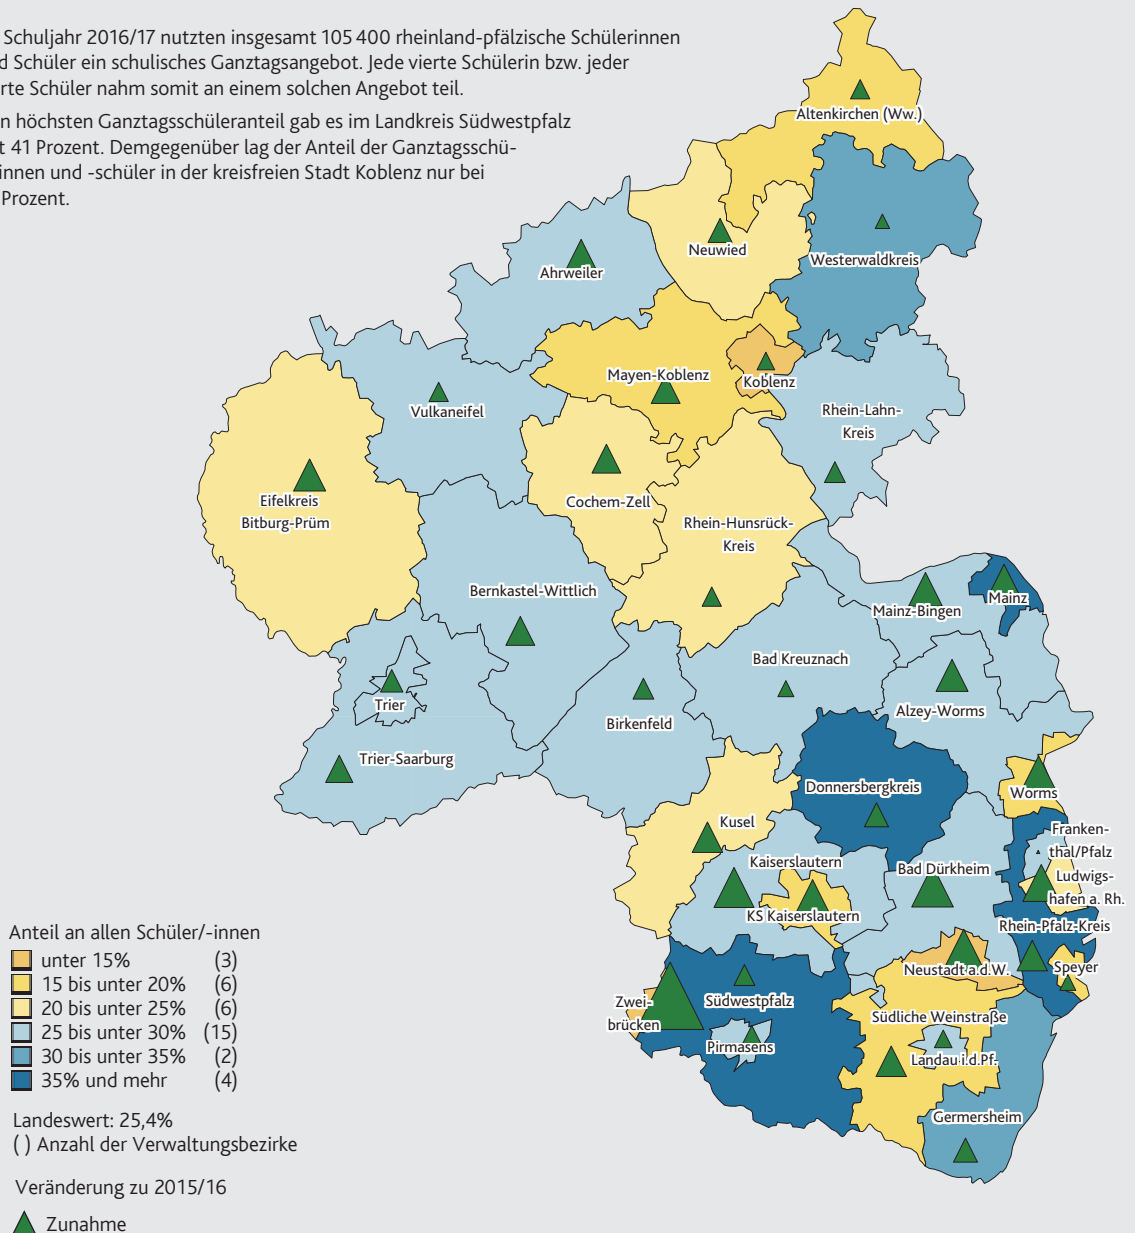 Schuljahr 2016/17 nutzten insgesamt 105 400 rheinland-pfälzische Schülerinnen
d Schüler ein schulisches Ganztagsangebot. Jede vierte Schülerin bzw. jeder
rte Schüler nahm somit an einem solchen Angebot teil.
n höchsten Ganztagsschüleranteil gab es im Landkreis Südwestpfalz
t 41 Prozent. Demgegenüber lag der Anteil der Ganztagsschü-
innen und -schüler in der kreisfreien Stadt Koblenz nur bei
Prozent.
Altenkirchen (Ww.)
Neuwied
Westerwaldkreis
Ahrweiler
Mayen-Koblenz
Koblenz
Vulkaneifel
Rhein-Lahn-
Kreis
Eifelkreis
Bitburg-Prüm
Cochem-Zell
Rhein-Hunsrück-
Kreis
Bernkastel-Wittlich
Mainz-Bingen
Mainz
Bad Kreuznach
Trier
Birkenfeld
Alzey-Worms
Trier-Saarburg
Donnersbergkreis
Worms
Kusel
Franken-
thal/Pfalz
Kaiserslautern
Bad Dürkheim
Ludwigs-
hafen a. Rh.
KS Kaiserslautern
Rhein-Pfalz-Kreis
Neustadt a.d.W.
Speyer
Zwei-
brücken
Südwestpfalz
Südliche Weinstraße
Pirmasens
Landau i.d.Pf.
Germersheim
Anteil an allen Schüler/-innen
unter 15% (3)
15 bis unter 20% (6)
20 bis unter 25% (6)
25 bis unter 30% (15)
30 bis unter 35% (2)
35% und mehr (4)
Landeswert: 25,4%
( ) Anzahl der Verwaltungsbezirke
Veränderung zu 2015/16
Zunahme